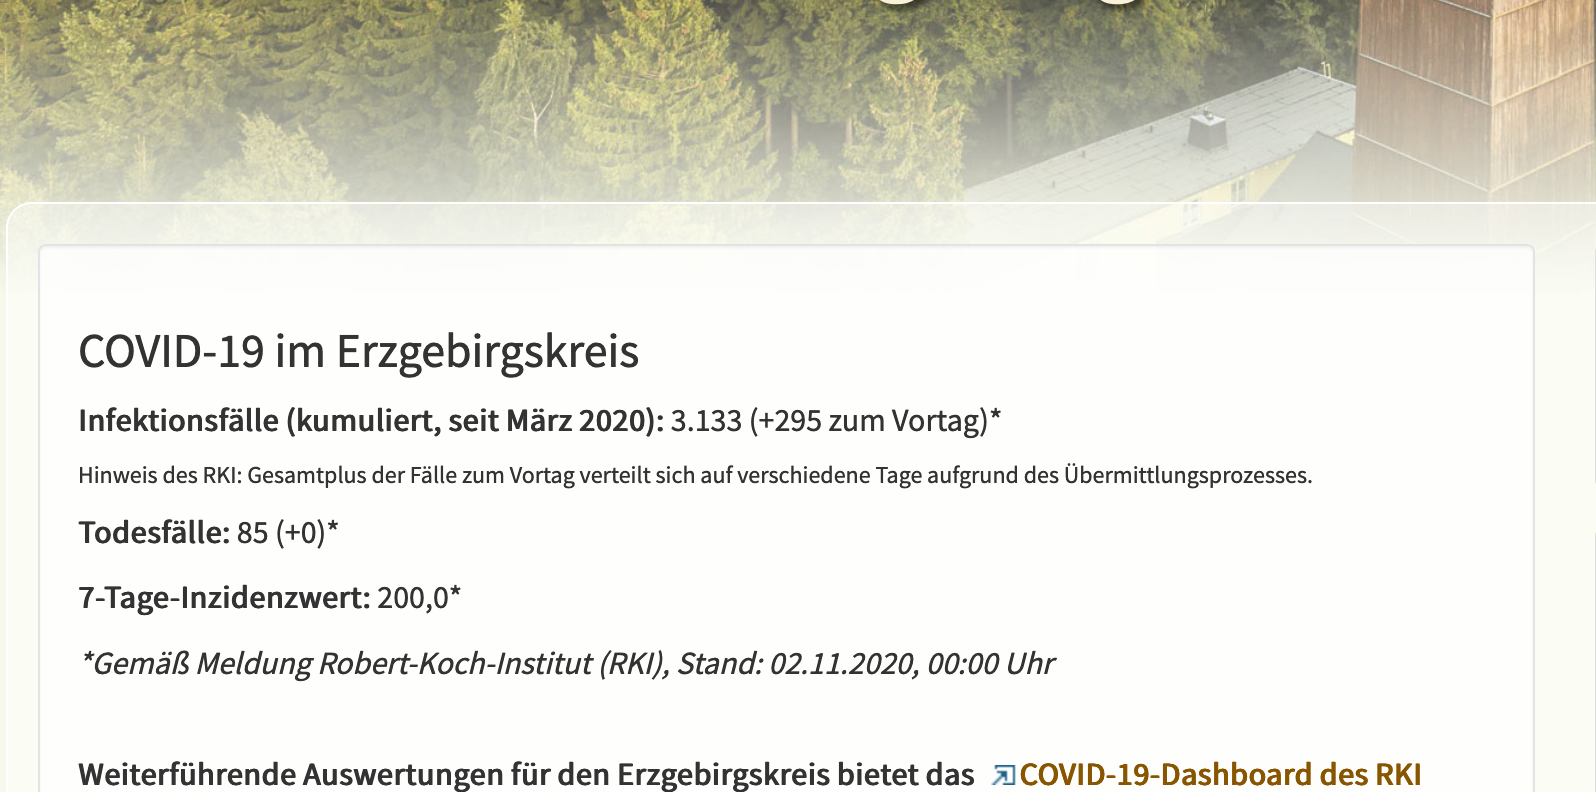 COVID-19 im Erzgebirgskreis
Infektionsfälle (kumuliert, seit März 2020): 3.133 (+295 zum Vortag)*
Hinweis des RKI: Gesamtplus der Fälle zum Vortag verteilt sich auf verschiedene Tage aufgrund des Übermittlungsprozesses.
Todesfälle: 85 (+0)*
7-Tage-Inzidenzwert: 200,0*
*Gemäß Meldung Robert-Koch-Institut (RKI), Stand: 02.11.2020, 00:00 Uhr
Weiterführende Auswertungen für den Erzgebirgskreis bietet das COVID-19-Dashboard des RKI